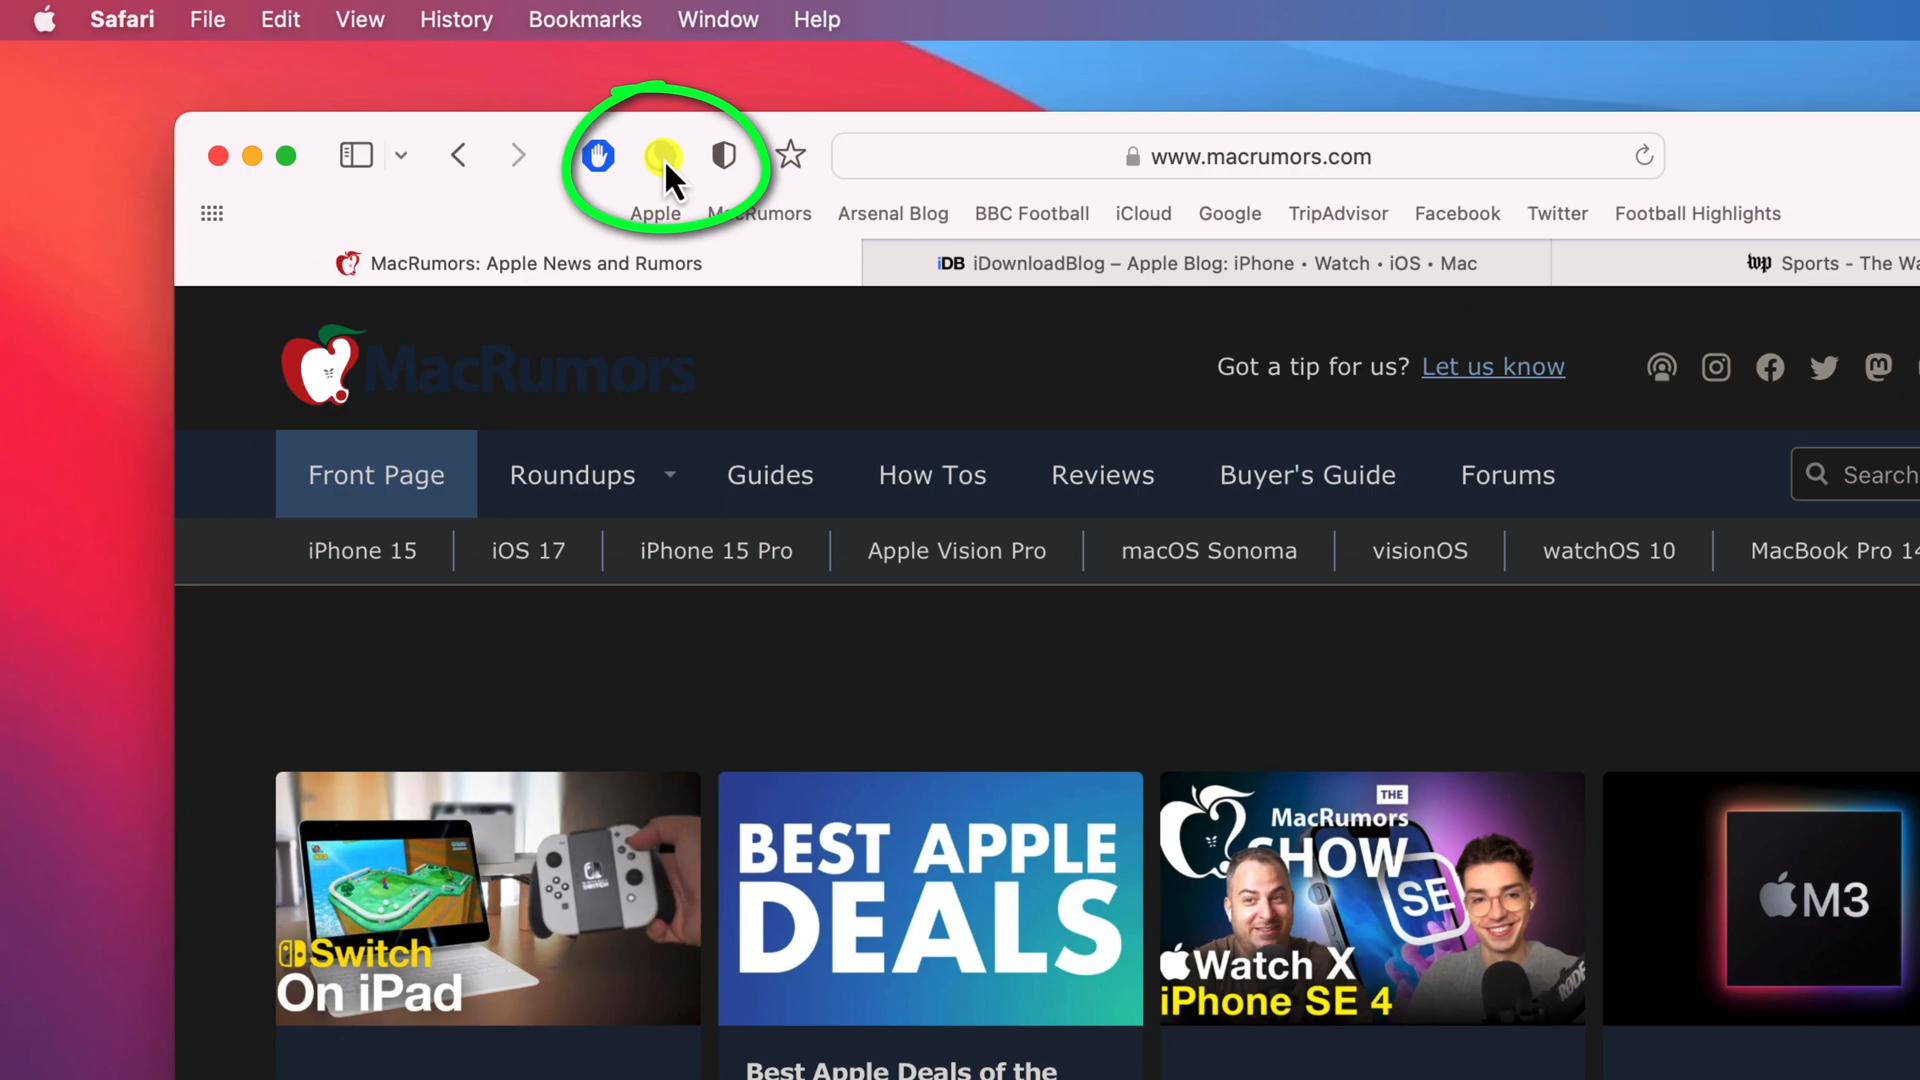 Safari File Edit View History Bookmarks Window Help
www.macrumors.com
Apple MacRumors Arsenal Blog BBC Football iCloud Google TripAdvisor Facebook Twitter Football Highlights
MacRumors: Apple News and Rumors
iDB iDownloadBlog – Apple Blog: iPhone • Watch • iOS • Mac
wp Sports - The Wa
MacRumors
Got a tip for us? Let us know
Front Page Roundups Guides How Tos Reviews Buyer's Guide Forums Search
iPhone 15 iOS 17 iPhone 15 Pro Apple Vision Pro macOS Sonoma visionOS watchOS 10 MacBook Pro 14
Switch
On iPad
BEST APPLE
DEALS
THE
MacRumors
SHOW
SE
Watch X
iPhone SE 4
RODE
M3
Best Apple Deals of the